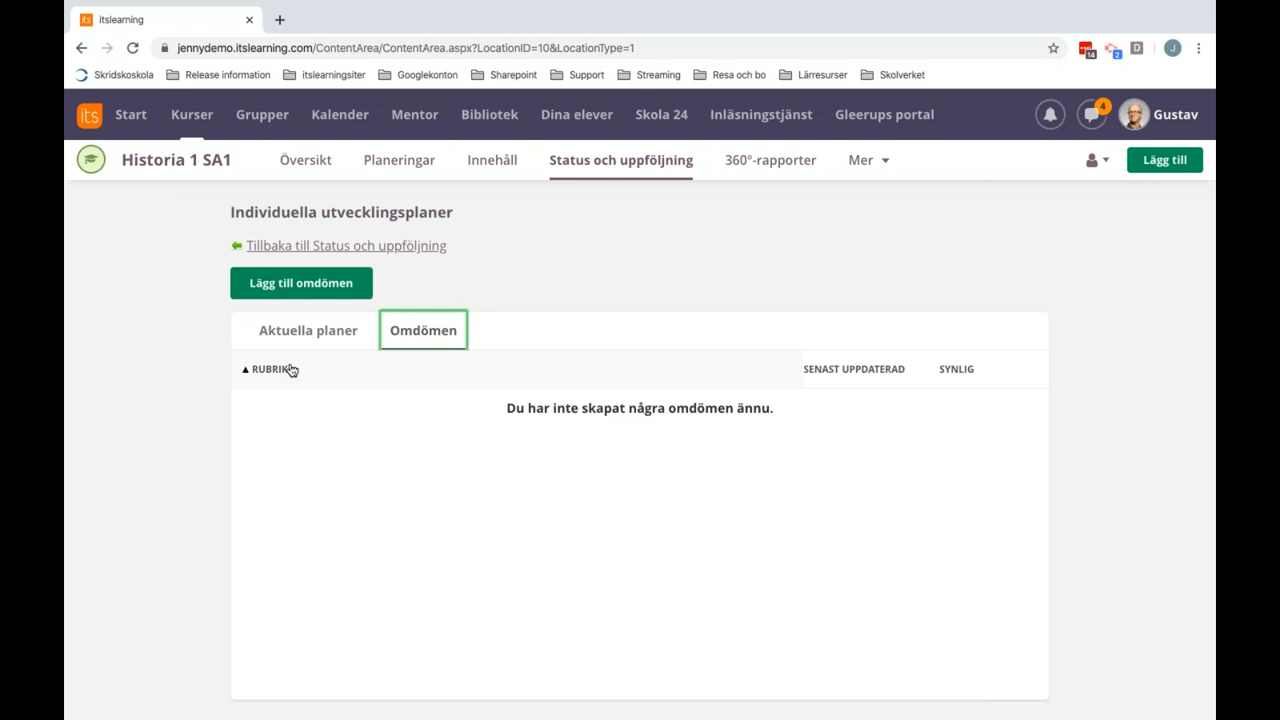 its itslearning
jennydemo.itslearning.com/ContentArea/ContentArea.aspx?LocationID=10&LocationType=1
14 2 D J
Skridskoskola Release information itslearningsiter Googlekonton Sharepoint Support Streaming Resa och bo Lärresurser Skolverket
its Start Kurser Grupper Kalender Mentor Bibliotek Dina elever Skola 24 Inläsningstjänst Gleerups portal 4 Gustav
Historia 1 SA1 Översikt Planeringar Innehåll Status och uppföljning 360°-rapporter Mer Lägg till
Individuella utvecklingsplaner
Tillbaka till Status och uppföljning
Lägg till omdömen
Aktuella planer Omdömen
RUBRIK SENAST UPPDATERAD SYNLIG
Du har inte skapat några omdömen ännu.